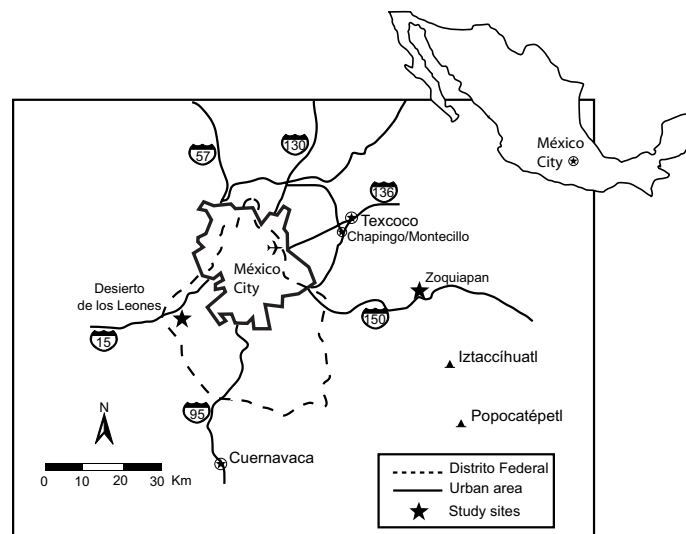 México
City
57
130
136
Texcoco
Chapingo/Montecillo
México
City
Desierto
de los Leones
Zoquiapan
15
150
Iztaccíhuatl
95
Popocatépetl
N
Cuernavaca
0 10 20 30 Km
Distrito Federal
Urban area
Study sites